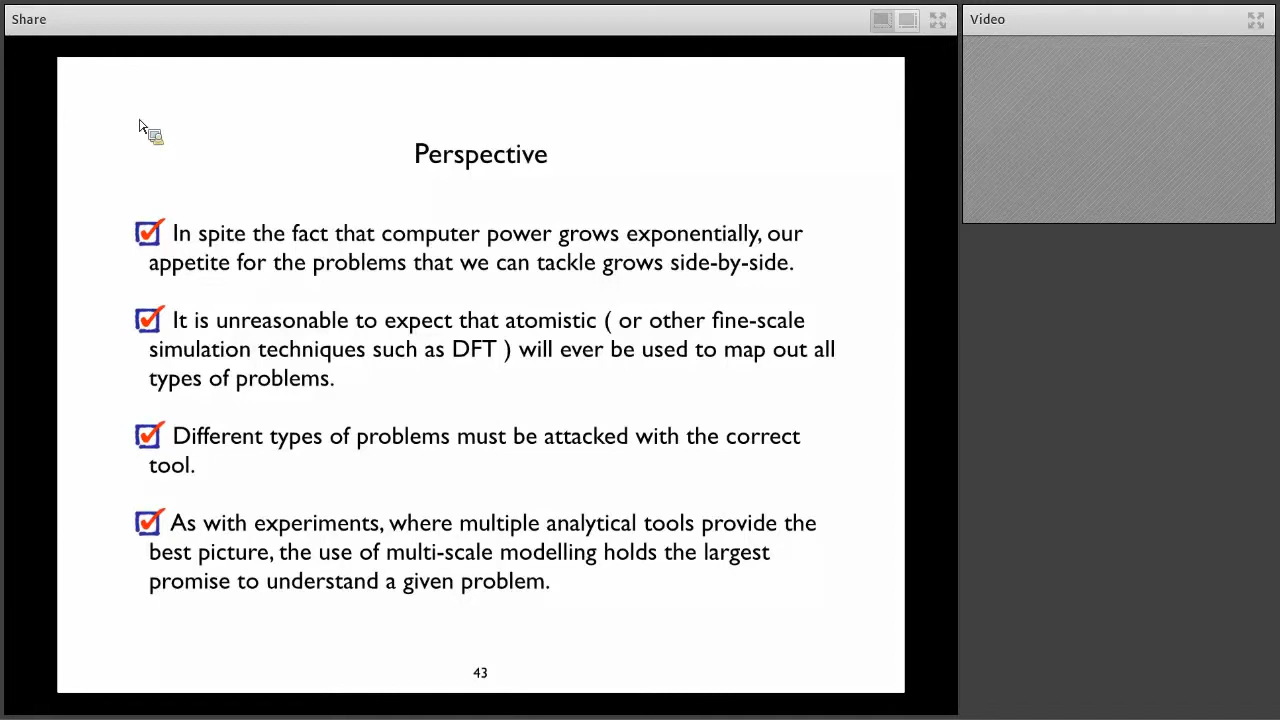 Share
Video
Perspective
In spite the fact that computer power grows exponentially, our
appetite for the problems that we can tackle grows side-by-side.
It is unreasonable to expect that atomistic ( or other fine-scale
simulation techniques such as DFT ) will ever be used to map out all
types of problems.
Different types of problems must be attacked with the correct
tool.
As with experiments, where multiple analytical tools provide the
best picture, the use of multi-scale modelling holds the largest
promise to understand a given problem.
43